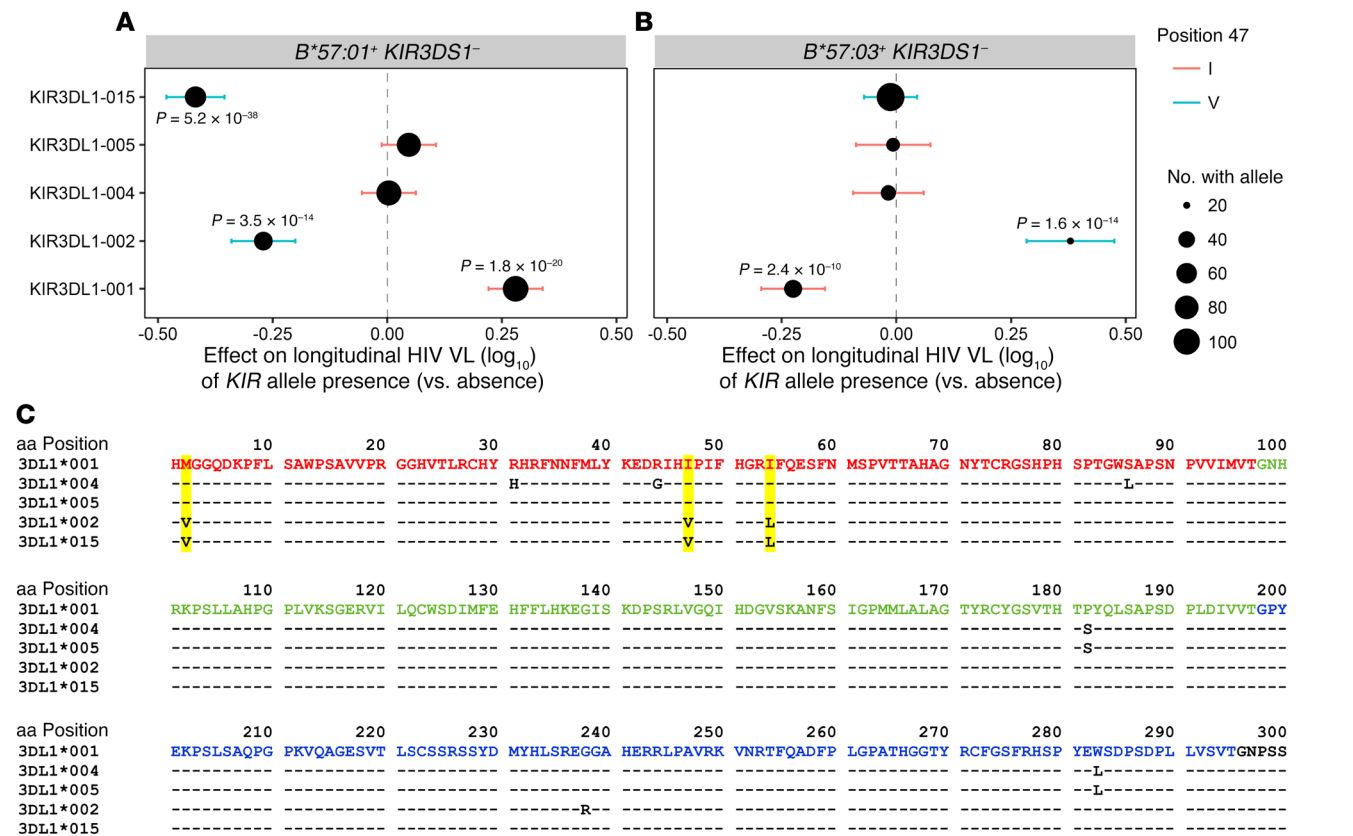 A
B
B*57:01+ KIR3DS1–
B*57:03+ KIR3DS1–
Position 47
I
V
No. with allele
20
40
60
80
100
KIR3DL1-015
KIR3DL1-005
KIR3DL1-004
KIR3DL1-002
KIR3DL1-001
P = 5.2 × 10–38
P = 3.5 × 10–14
P = 1.8 × 10–20
P = 1.6 × 10–14
P = 2.4 × 10–10
-0.50 -0.25 0.00 0.25 0.50
-0.50 -0.25 0.00 0.25 0.50
Effect on longitudinal HIV VL (log10)
of KIR allele presence (vs. absence)
Effect on longitudinal HIV VL (log10)
of KIR allele presence (vs. absence)
C
aa Position 10 20 30 40 50 60 70 80 90 100
3DL1*001 HMGGQDKPFL SAWPSAVVPR GGHVTLRCHY RHRFNNFMLY KEDRIHIPIF HGRIFQESFN MSPVTTAHAG NYTCRGSHPH SPTGWSAPSN PVVIMVTGNH
3DL1*004 ---------- ---------- ---------- H--------- ---G------ ---------- ---------- ---------- -----L---- ----------
3DL1*005 ---------- ---------- ---------- ---------- ---------- ---------- ---------- ---------- ---------- ----------
3DL1*002 -V-------- ---------- ---------- ---------- ------V--- ---L------ ---------- ---------- ---------- ----------
3DL1*015 -V-------- ---------- ---------- ---------- ------V--- ---L------ ---------- ---------- ---------- ----------
aa Position 110 120 130 140 150 160 170 180 190 200
3DL1*001 RKPSLLAHPG PLVKSGERVI LQCWSDIMFE HFFLHKEGIS KDPSRLVGQI HDGVSKANFS IGPMMLALAG TYRCYGSVTH TPYQLSAPSD PLDIVVTGPY
3DL1*004 ---------- ---------- ---------- ---------- ---------- ---------- ---------- ---------- -S-------- ----------
3DL1*005 ---------- ---------- ---------- ---------- ---------- ---------- ---------- ---------- -S-------- ----------
3DL1*002 ---------- ---------- ---------- ---------- ---------- ---------- ---------- ---------- ---------- ----------
3DL1*015 ---------- ---------- ---------- ---------- ---------- ---------- ---------- ---------- ---------- ----------
aa Position 210 220 230 240 250 260 270 280 290 300
3DL1*001 EKPSLSAQPG PKVQAGESVT LSCSSRSSYD MYHLSREGGA HERRLPAVRK VNRTFQADFP LGPATHGGTY RCFGSFRHSP YEWSDPSDPL LVSVTGNPSS
3DL1*004 ---------- ---------- ---------- ---------- ---------- ---------- ---------- ---------- --L------- ----------
3DL1*005 ---------- ---------- ---------- ---------- ---------- ---------- ---------- ---------- --L------- ----------
3DL1*002 ---------- ---------- ---------- -------R-- ---------- ---------- ---------- ---------- ---------- ----------
3DL1*015 ---------- ---------- ---------- ---------- ---------- ---------- ---------- ---------- ---------- ----------